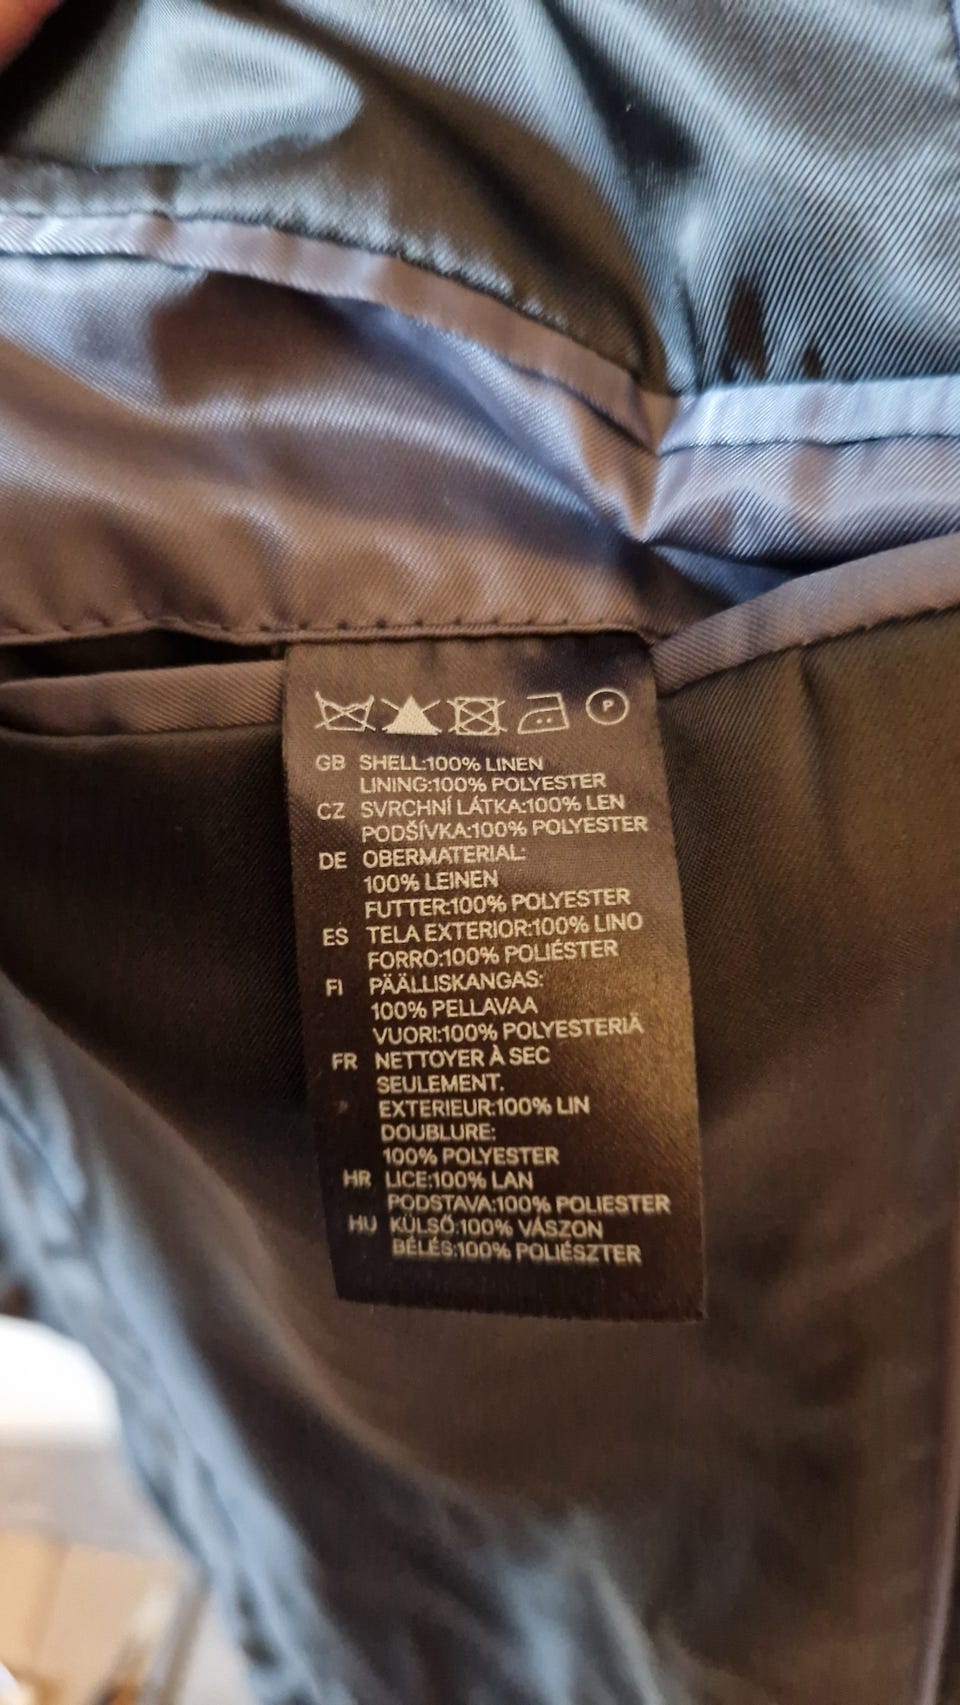 P
GB SHELL:100% LINEN
LINING:100% POLYESTER
CZ SVRCHNÍ LÁTKA:100% LEN
PODŠÍVKA:100% POLYESTER
DE OBERMATERIAL:
100% LEINEN
FUTTER:100% POLYESTER
ES TELA EXTERIOR:100% LINO
FORRO:100% POLIÉSTER
FI PÄÄLLISKANGAS:
100% PELLAVAA
VUORI:100% POLYESTERIÄ
FR NETTOYER À SEC
SEULEMENT.
EXTERIEUR:100% LIN
DOUBLURE:
100% POLYESTER
HR LICE:100% LAN
PODSTAVA:100% POLIESTER
HU KÜLSŐ:100% VÁSZON
BÉLÉS:100% POLIÉSZTER